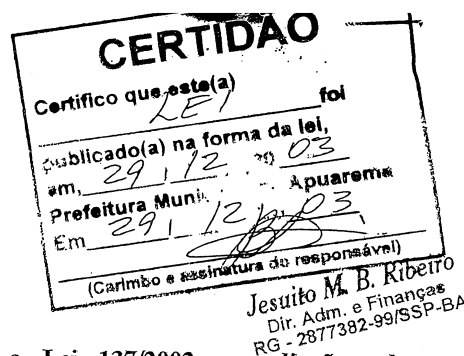 CERTIDÃO
Certifico que este(a)
LEI foi
publicado(a) na forma da lei,
em, 29 / 12 20 03
Prefeitura Muni. Apuarema
Em 29 / 12 / 03
(Carimbo e assinatura do responsável)
Jesuito M. B. Ribeiro
Dir. Adm. e Finanças
RG - 2877382-99/SSP-BA
Lei 137/2003